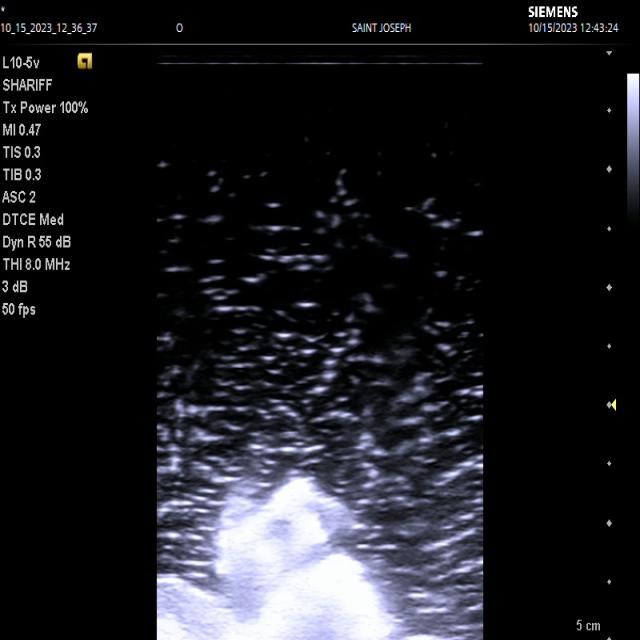 *
SIEMENS
10_15_2023_12_36_37
O
SAINT JOSEPH
10/15/2023 12:43:24
L10-5v
SHARIFF
Tx Power 100%
MI 0.47
TIS 0.3
TIB 0.3
ASC 2
DTCE Med
Dyn R 55 dB
THI 8.0 MHz
3 dB
50 fps
5 cm